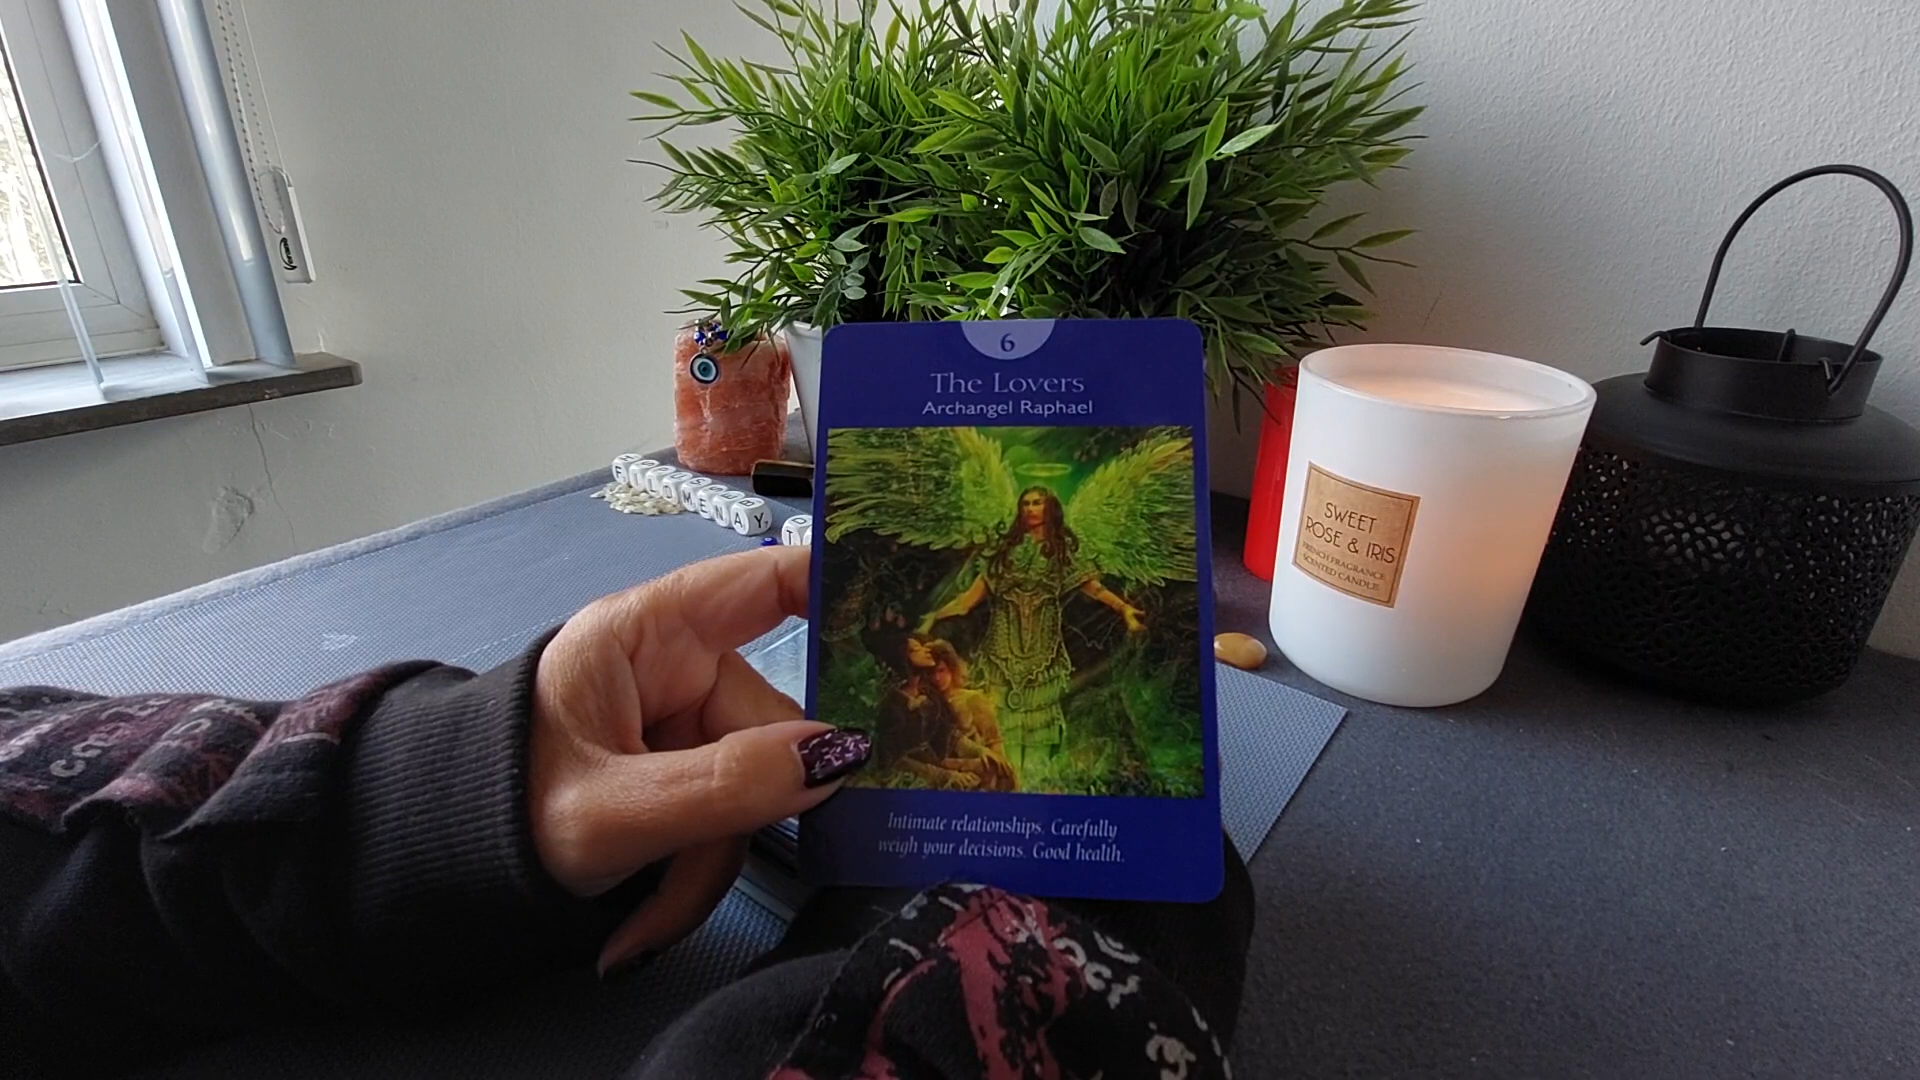 6
The Lovers
Archangel Raphael
Intimate relationships. Carefully
weigh your decisions. Good health.
FILOMENAY
SWEET
ROSE & IRIS
FRENCH FRAGRANCE
SCENTED CANDLE